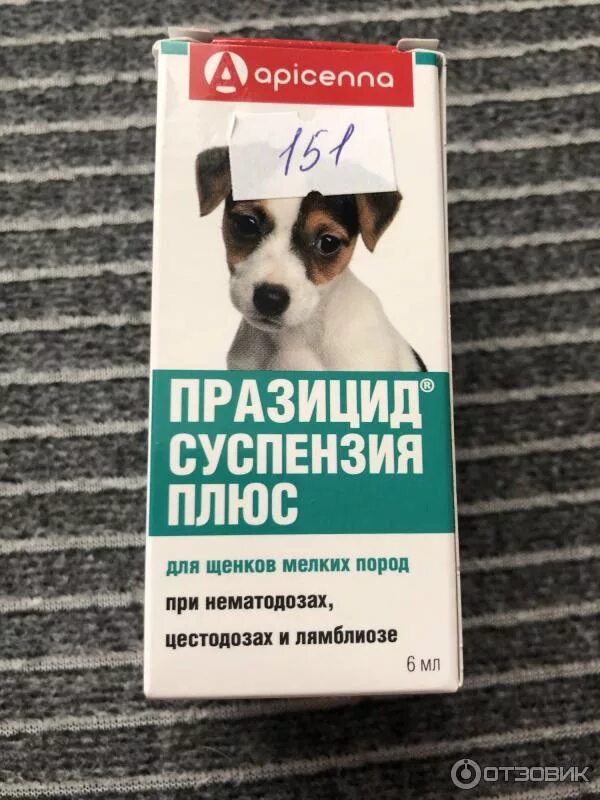 apicenna
151
ПРАЗИЦИД®
СУСПЕНЗИЯ
ПЛЮС
для щенков мелких пород
при нематодозах,
цестодозах и лямблиозе
6 мл
ОТЗОВИК